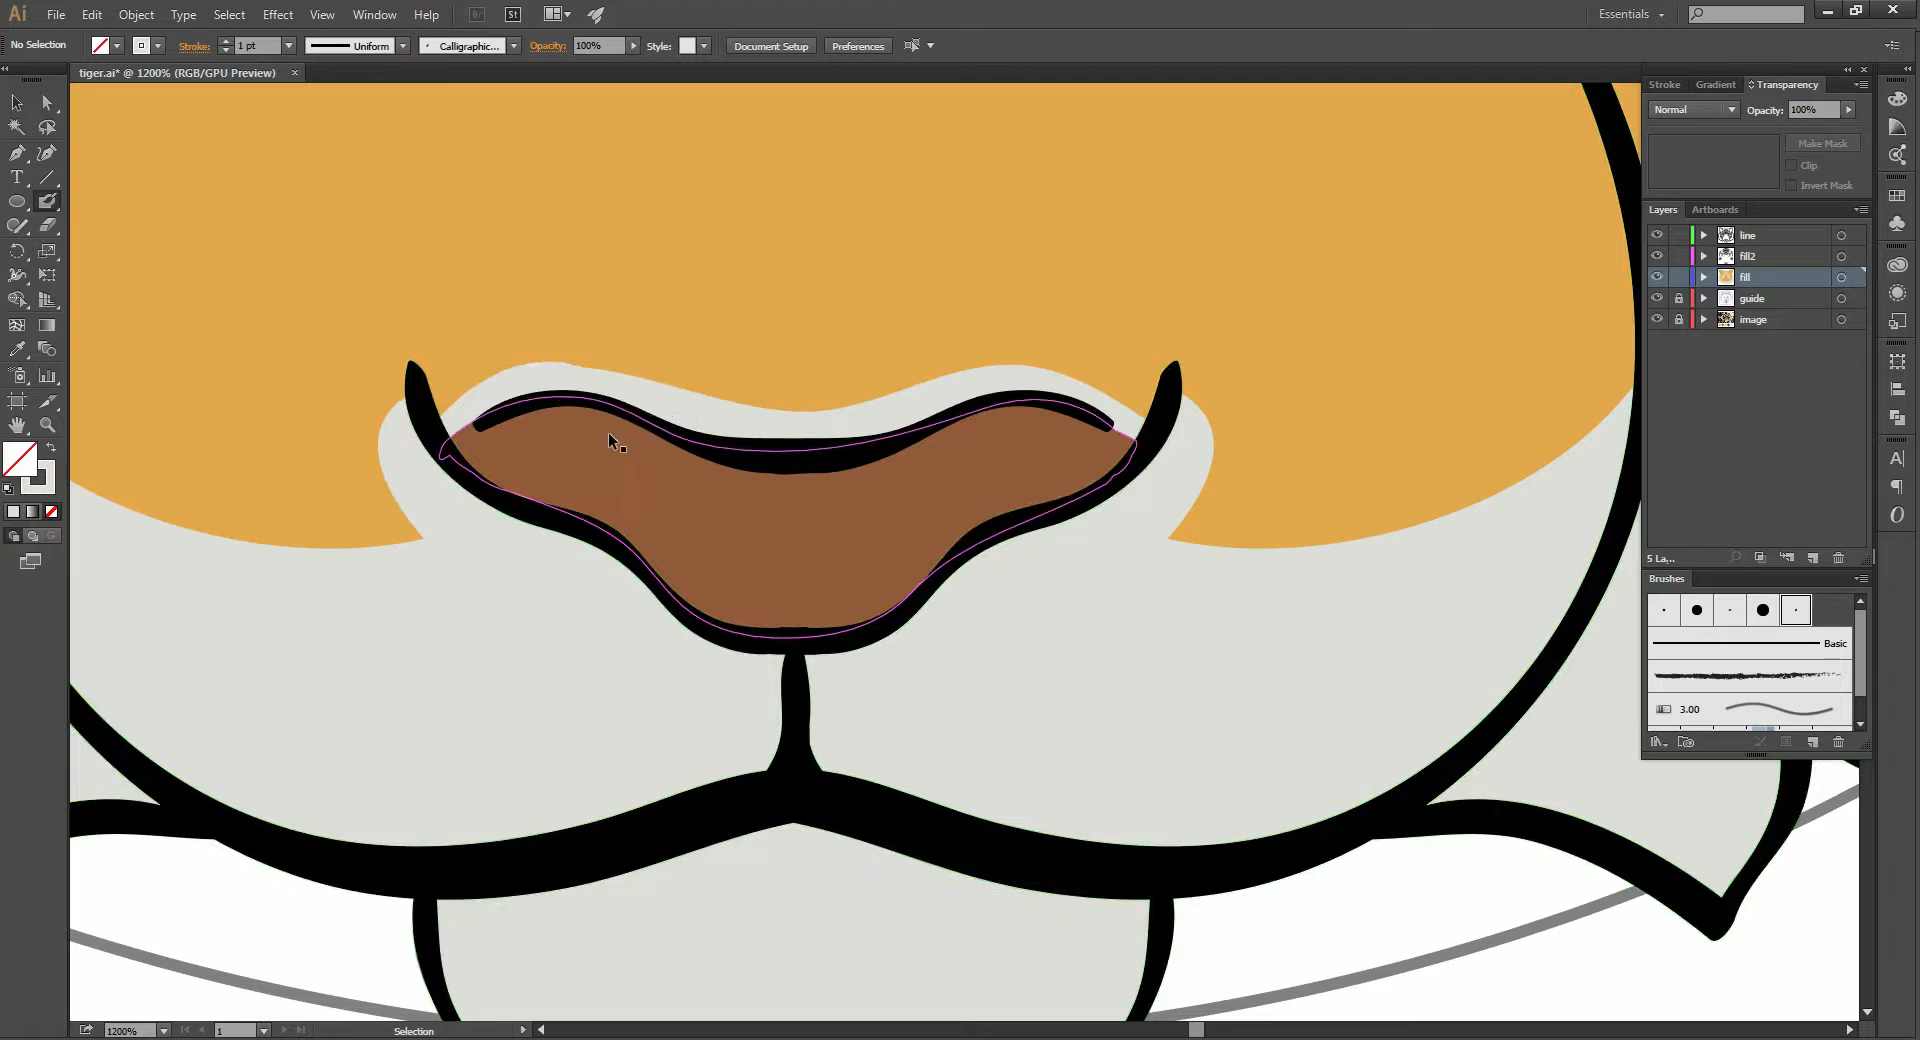 Ai File Edit Object Type Select Effect View Window Help Br St Essentials
No Selection Stroke: 1 pt Uniform Calligraphic... Opacity: 100% Style: Document Setup Preferences
tiger.ai* @ 1200% (RGB/GPU Preview)
Stroke Gradient Transparency
Normal Opacity: 100%
Make Mask
Clip
Invert Mask
Layers Artboards
line
fill2
fill
guide
image
5 La...
Brushes
Basic
3.00
1200% 1 Selection